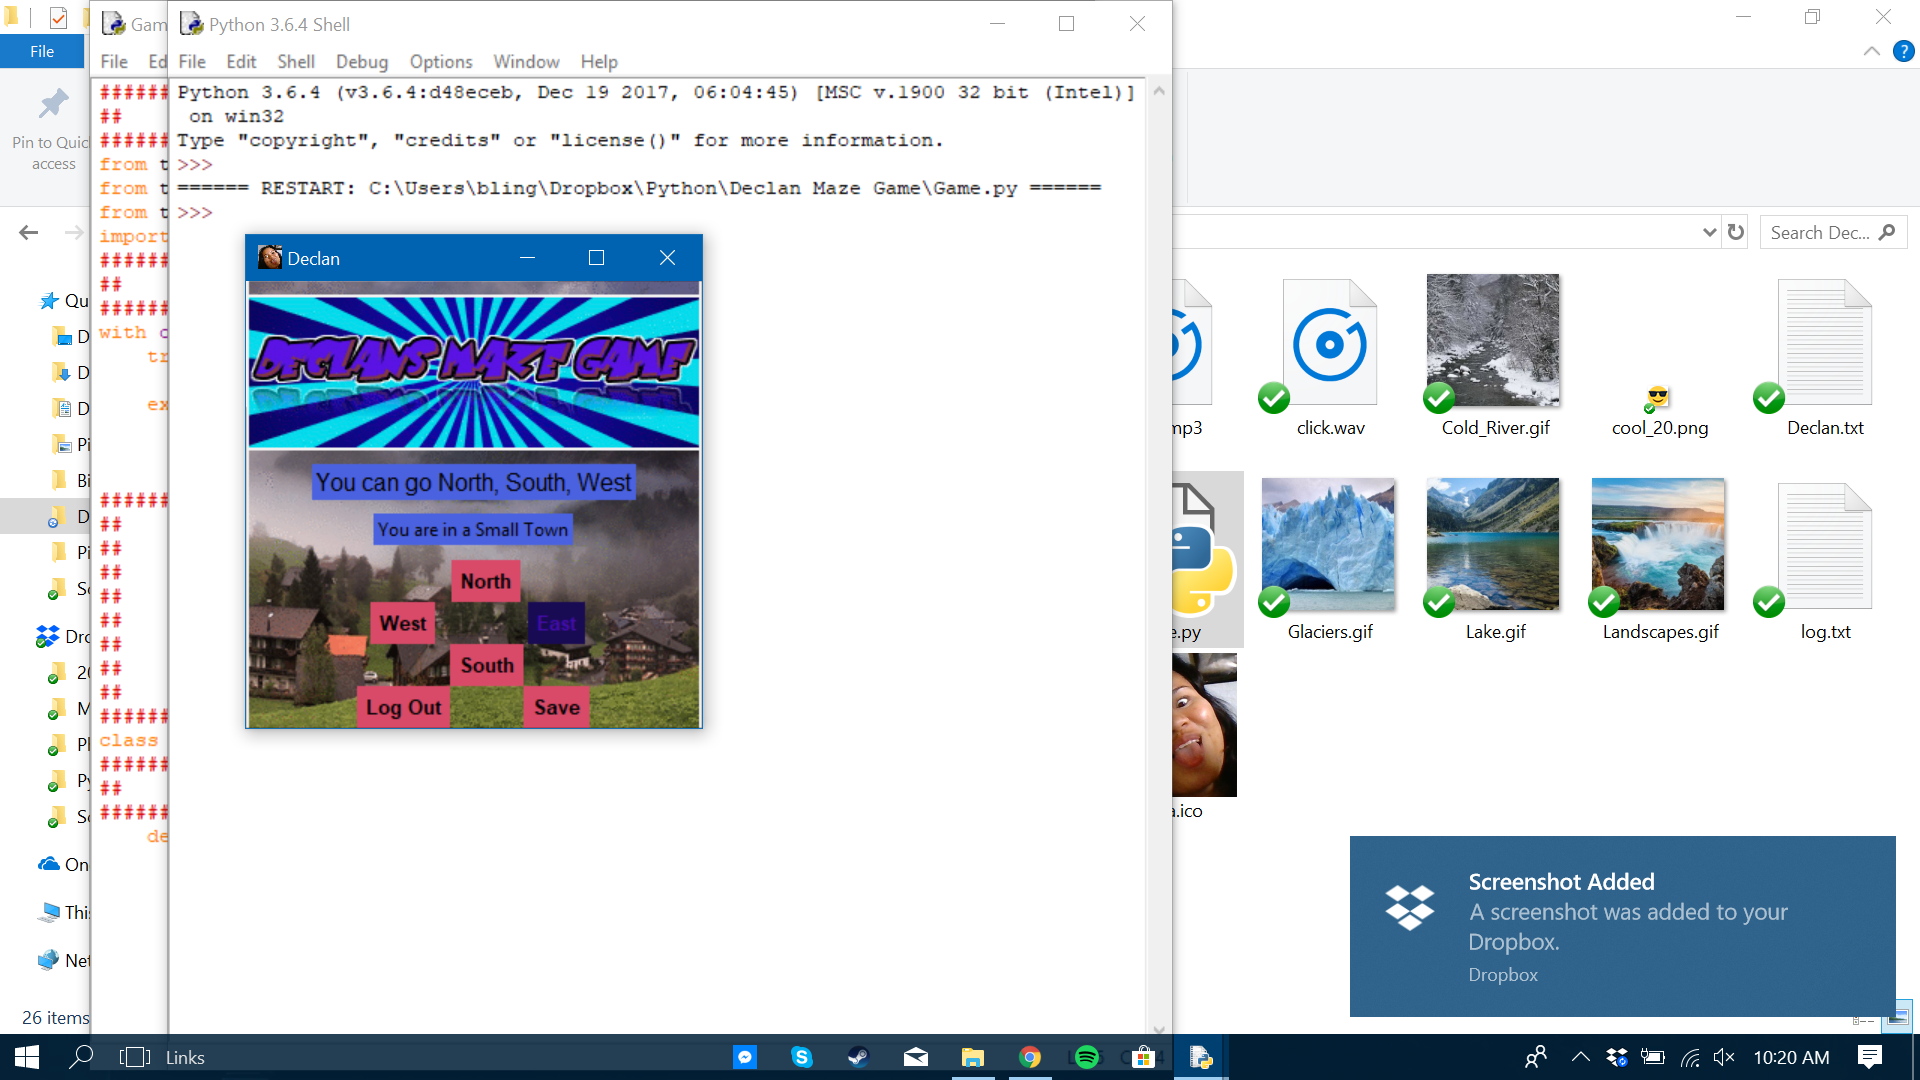 File
Pin to Quic
access
Qu
D
D
D
Pi
Bi
D
Pi
Sc
Dro
20
M
Ph
Py
Sc
On
This
Net
26 items
Gam
File Ed
#######
##
#######
from t
from t
from t
import
#######
##
#######
with c
tr
ex
#######
##
##
##
##
##
##
##
##
#######
class
#######
##
#######
de
Python 3.6.4 Shell
File Edit Shell Debug Options Window Help
Python 3.6.4 (v3.6.4:d48eceb, Dec 19 2017, 06:04:45) [MSC v.1900 32 bit (Intel)]
on win32
Type "copyright", "credits" or "license()" for more information.
>>>
====== RESTART: C:\Users\bling\Dropbox\Python\Declan Maze Game\Game.py ======
>>>
Declan
DECLANS MAZE GAME
You can go North, South, West
You are in a Small Town
North
West East
South
Log Out Save
Search Dec...
mp3 click.wav Cold_River.gif cool_20.png Declan.txt
e.py Glaciers.gif Lake.gif Landscapes.gif log.txt
a.ico
Screenshot Added
A screenshot was added to your
Dropbox.
Dropbox
Links
10:20 AM